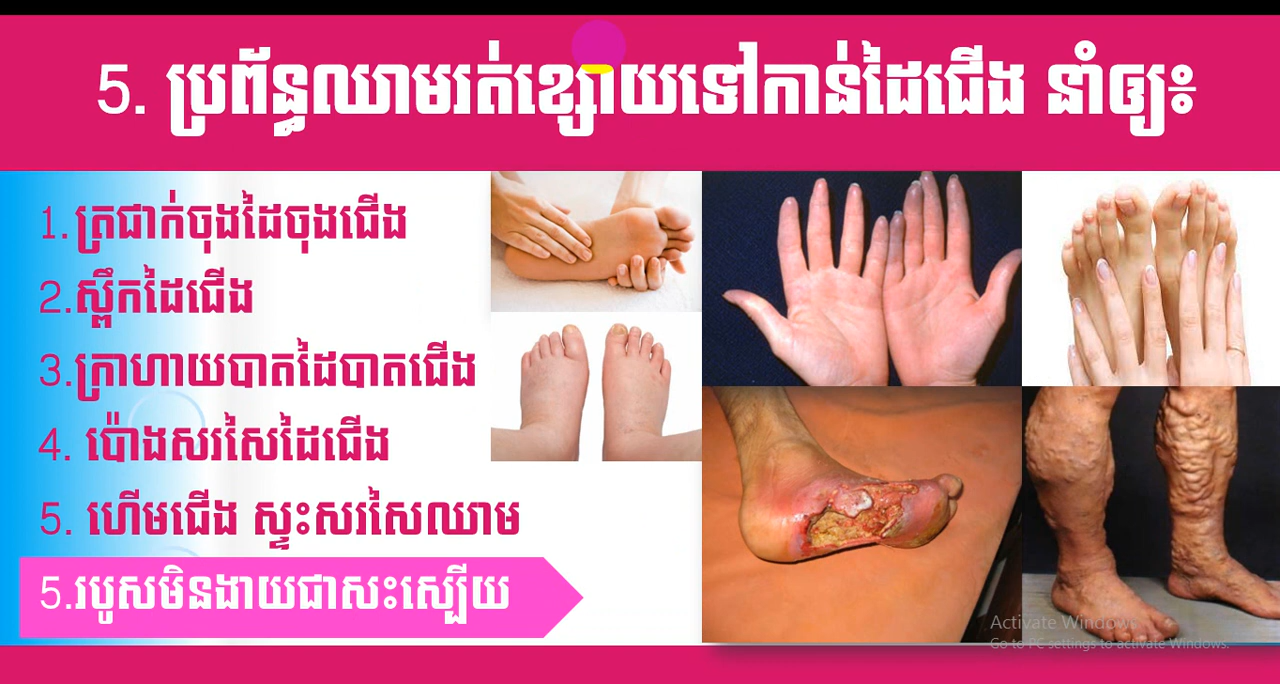 5. ប្រព័ន្ធឈាមរត់ខ្សោយទៅកាន់ដៃជើង នាំឲ្យ៖
1.ត្រជាក់ចុងដៃចុងជើង
2.ស្ពឹកដៃជើង
3.ក្រាហាយបាតដៃបាតជើង
4. ប៉ោងសរសៃដៃជើង
5. ហើមជើង ស្ទះសរសៃឈាម
5.របួសមិនងាយជាសះស្បើយ
Activate Windows
Go to PC settings to activate Windows.